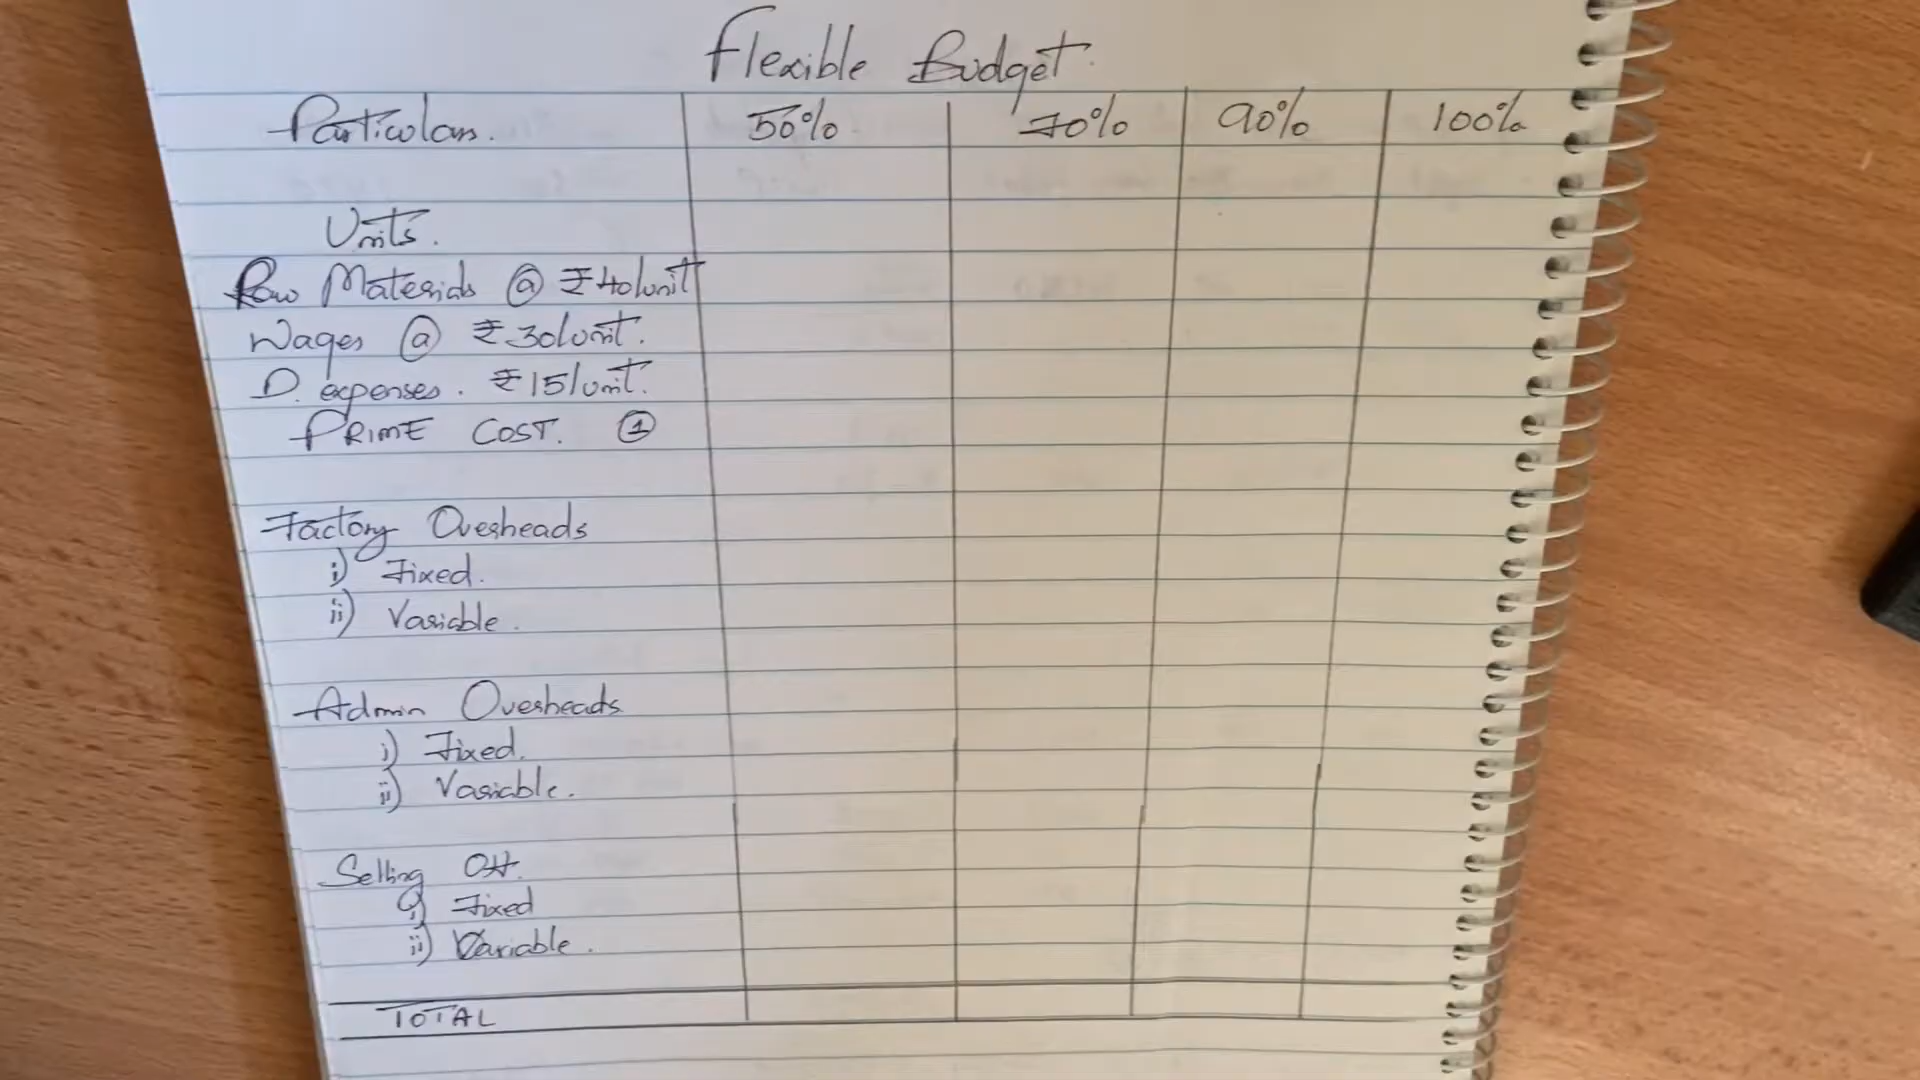 Flexible Budget.
Particulars. 50% 70% 90% 100%
Units.
Raw Materials @ ₹40/unit
Wages @ ₹30/unit.
D. expenses. ₹15/unit.
PRIME COST. ①
Factory Overheads
i) Fixed.
ii) Variable.
Admin Overheads
i) Fixed.
ii) Variable.
Selling OH.
i) Fixed
ii) Variable.
TOTAL